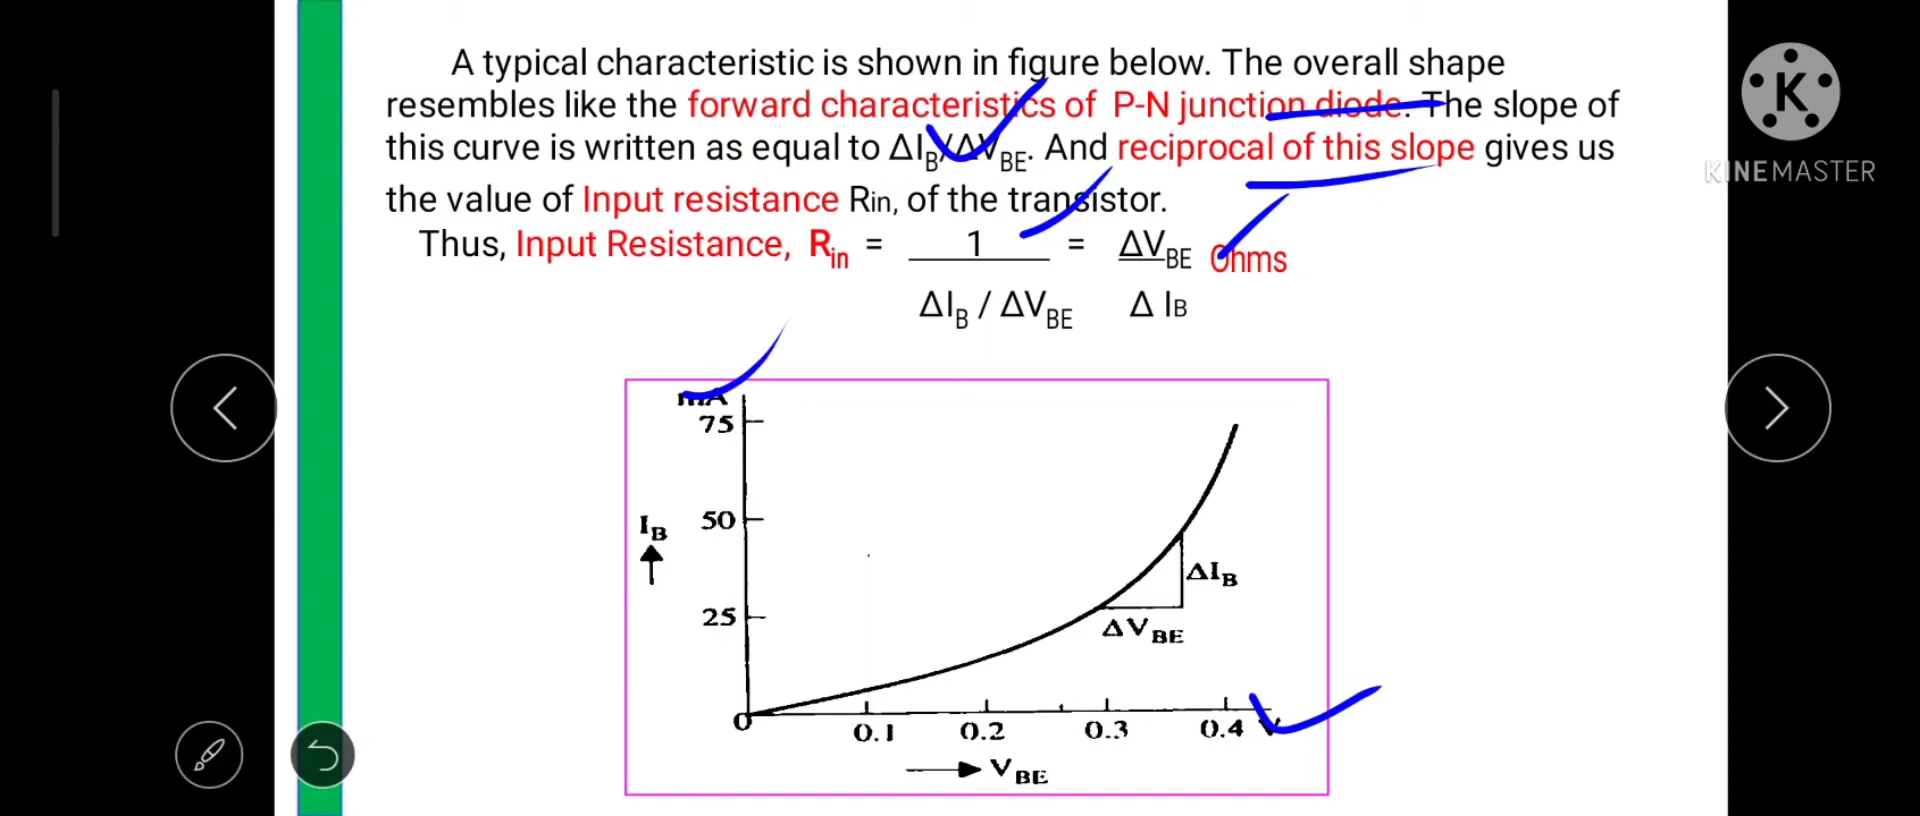 A typical characteristic is shown in figure below. The overall shape
resembles like the forward characteristics of P-N junction diode. The slope of
this curve is written as equal to ΔIB/ΔVBE. And reciprocal of this slope gives us
the value of Input resistance Rin, of the transistor.
Thus, Input Resistance, Rin = 1 = ΔVBE Ohms
ΔIB / ΔVBE Δ IB
K
KINEMASTER
mA
75
50
IB
25
ΔIB
ΔVBE
0
0.1 0.2 0.3 0.4 V
VBE